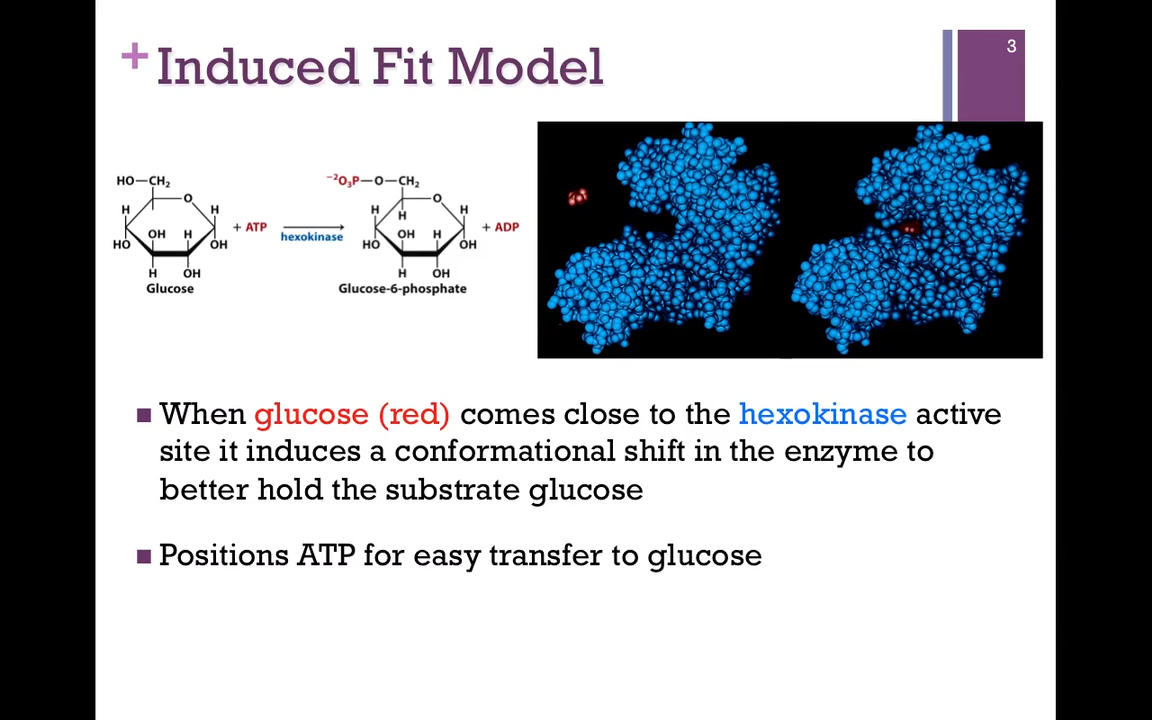 3
+ Induced Fit Model
HO—CH₂
O
H
H
OH
H
HO
OH
H
OH
Glucose
+ ATP
hexokinase
⁻²O₃P—O—CH₂
O
H
H
H
OH
H
HO
OH
H
OH
Glucose-6-phosphate
+ ADP
When glucose (red) comes close to the hexokinase active
site it induces a conformational shift in the enzyme to
better hold the substrate glucose
Positions ATP for easy transfer to glucose